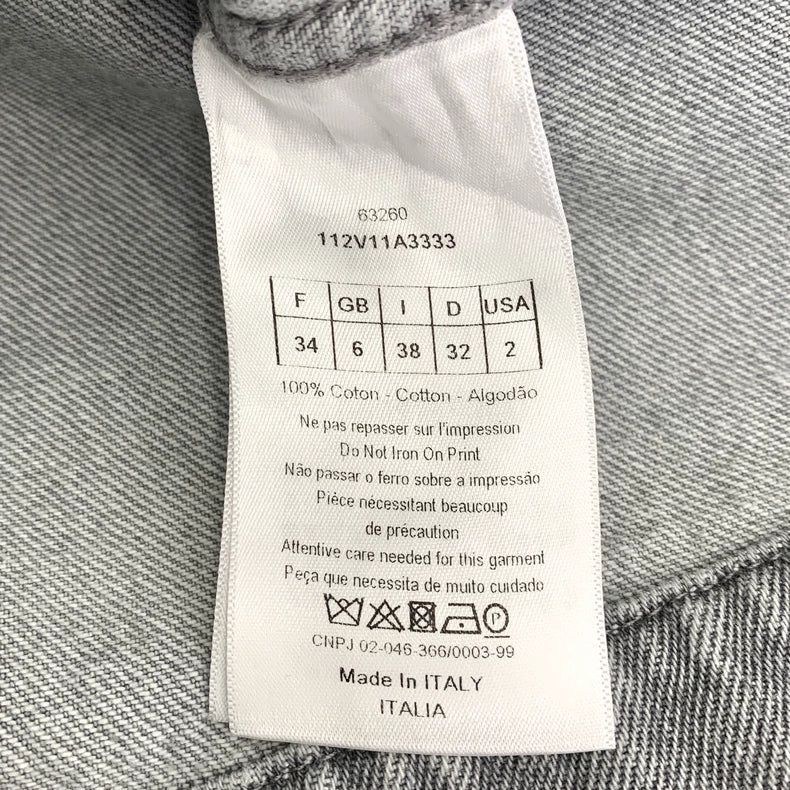 63260
112V11A3333
F GB I D USA
34 6 38 32 2
100% Coton - Cotton - Algodão
Ne pas repasser sur l'impression
Do Not Iron On Print
Não passar o ferro sobre a impressão
Pièce nécessitant beaucoup
de précaution
Attentive care needed for this garment
Peça que necessita de muito cuidado
P
CNPJ 02-046-366/0003-99
Made In ITALY
ITALIA